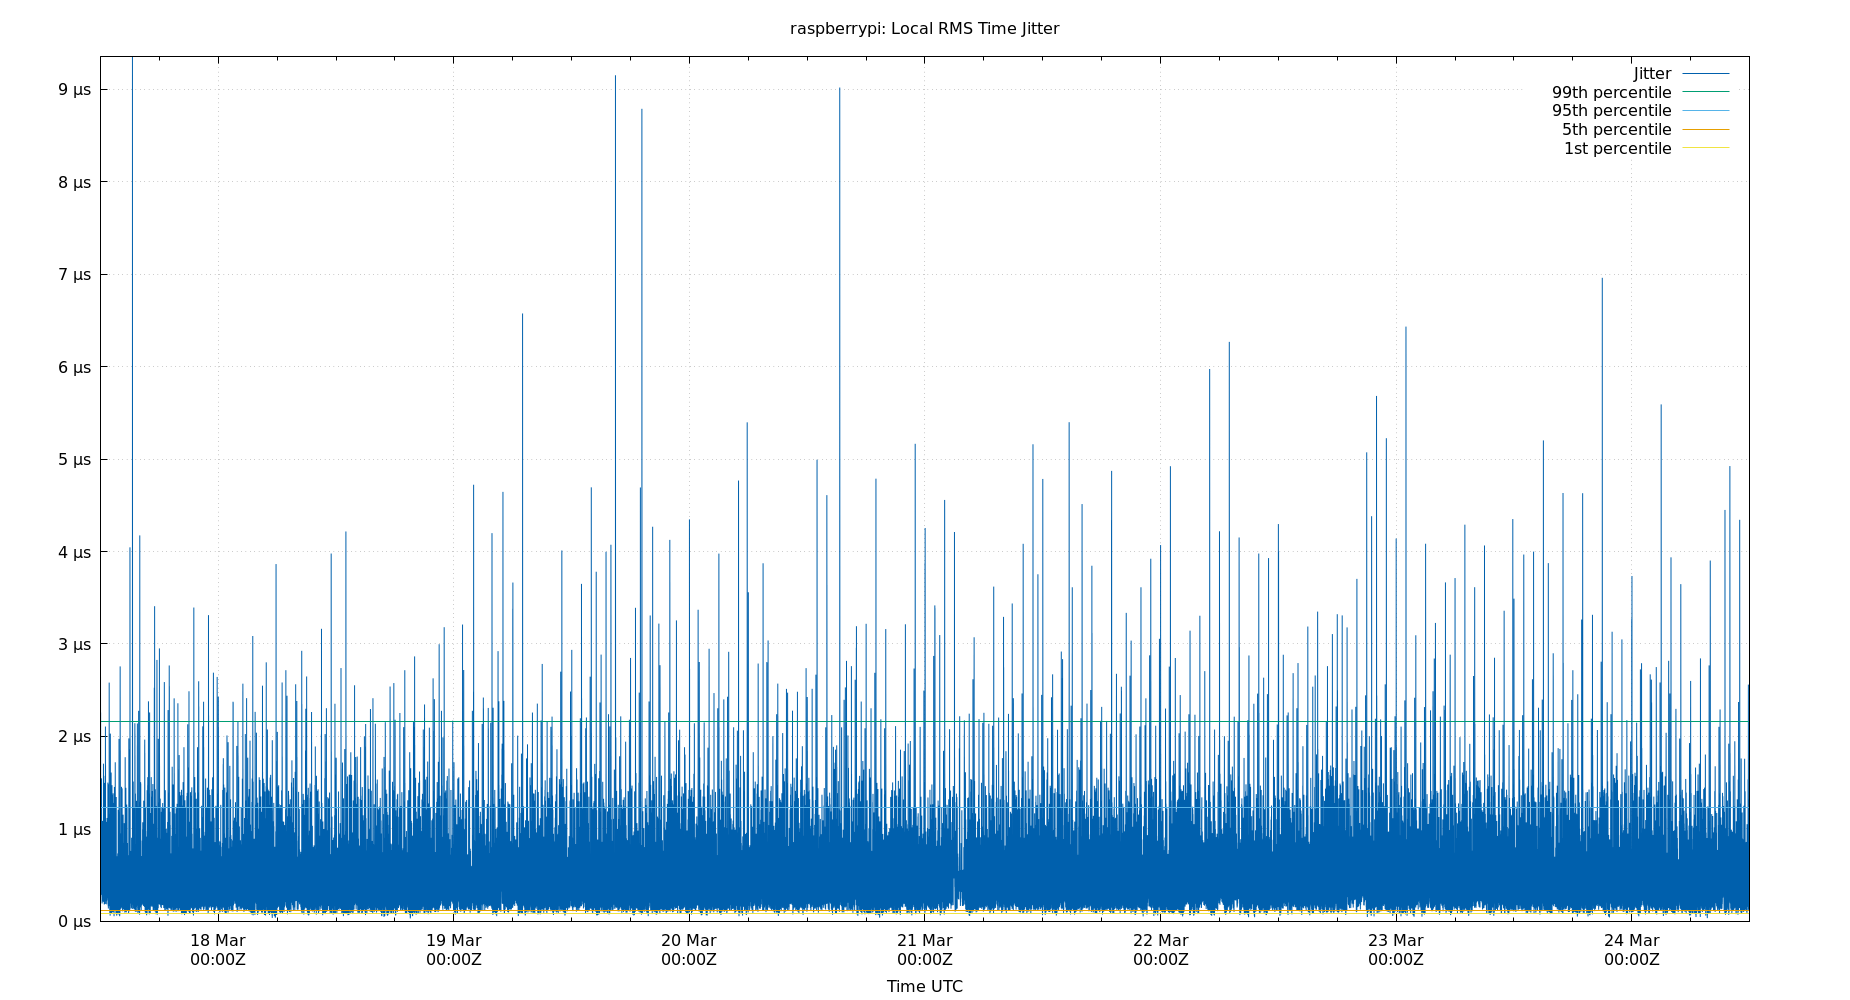 raspberrypi: Local RMS Time Jitter
Jitter
99th percentile
95th percentile
5th percentile
1st percentile
9 µs
8 µs
7 µs
6 µs
5 µs
4 µs
3 µs
2 µs
1 µs
0 µs
18 Mar 19 Mar 20 Mar 21 Mar 22 Mar 23 Mar 24 Mar
00:00Z 00:00Z 00:00Z 00:00Z 00:00Z 00:00Z 00:00Z
Time UTC